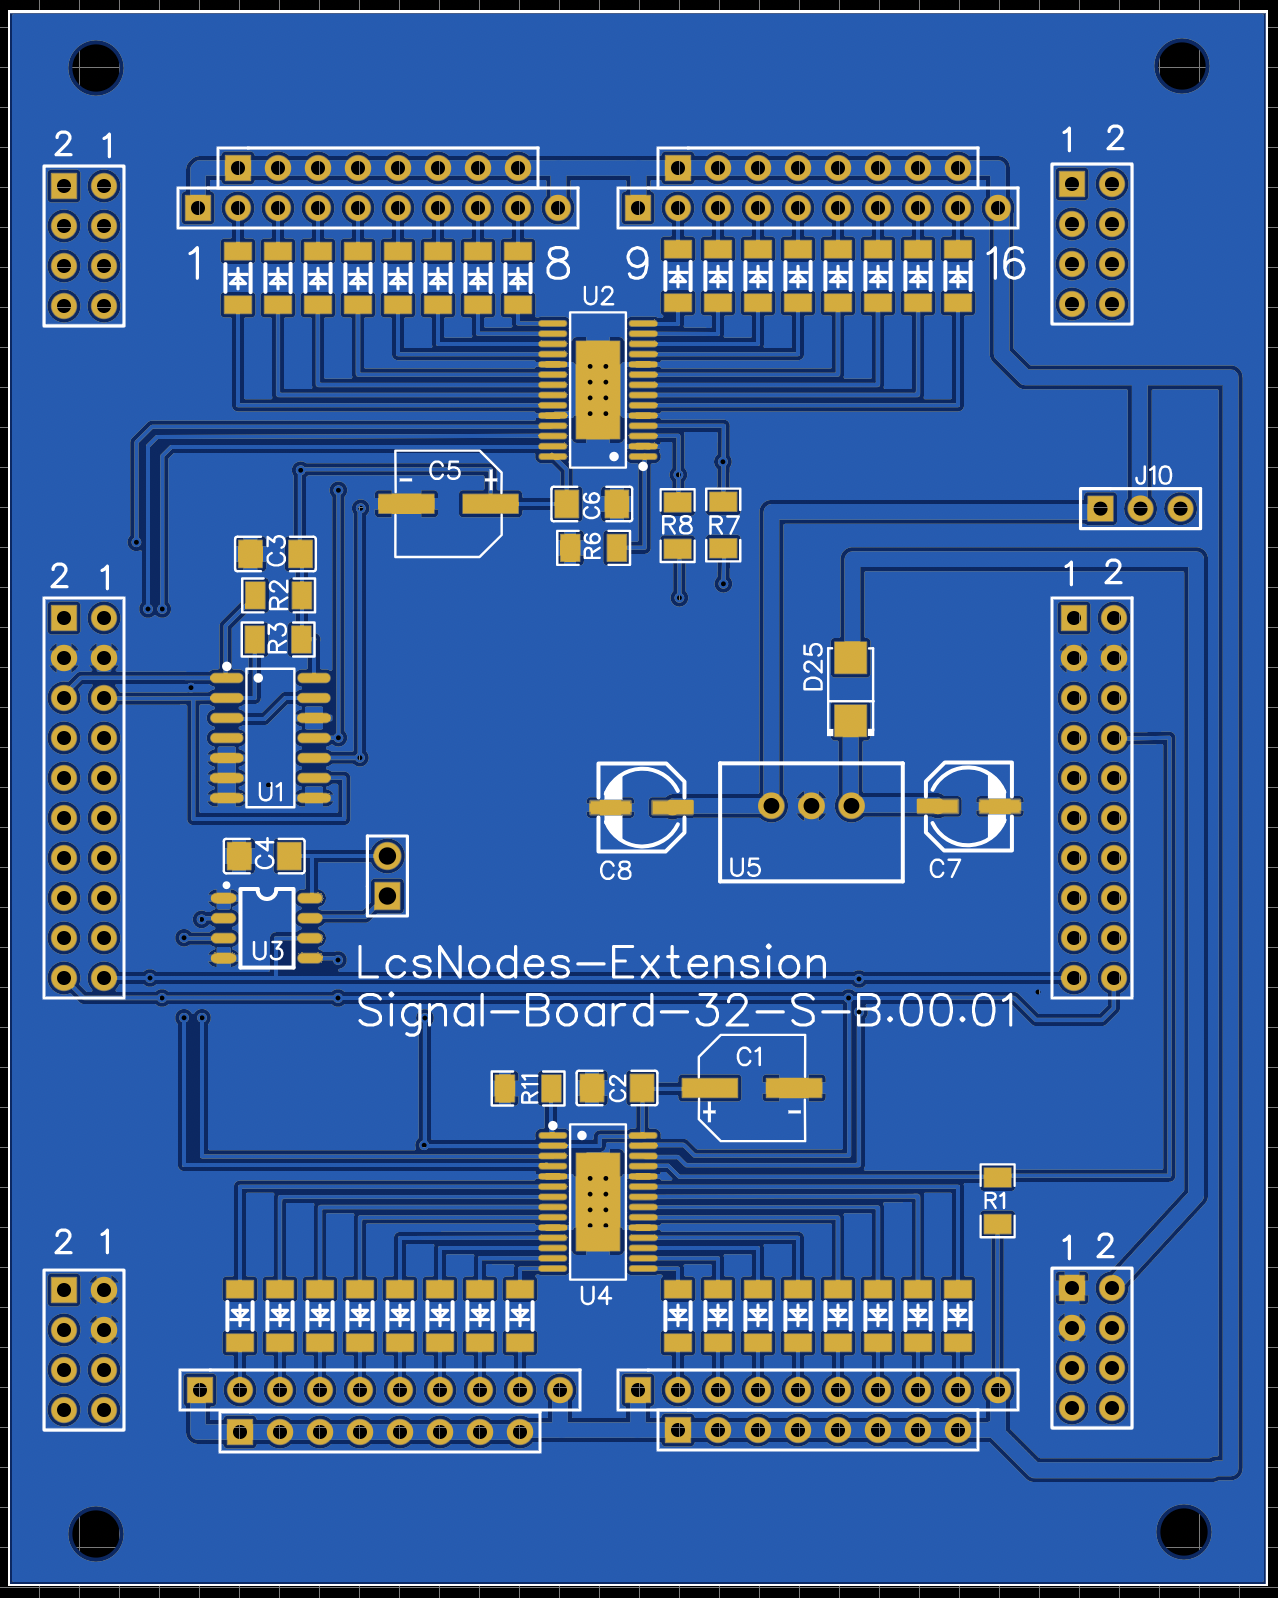 2 1
1 2
1
8
9
16
U2
C5
- +
C6
R8
R7
J10
C3
R6
2 1
1 2
R2
R3
D25
U1
C4
C8
U5
C7
U3
LcsNodes-Extension
Signal-Board-32-S-B.00.01
C1
R11
C2
+ -
R1
2 1
1 2
U4